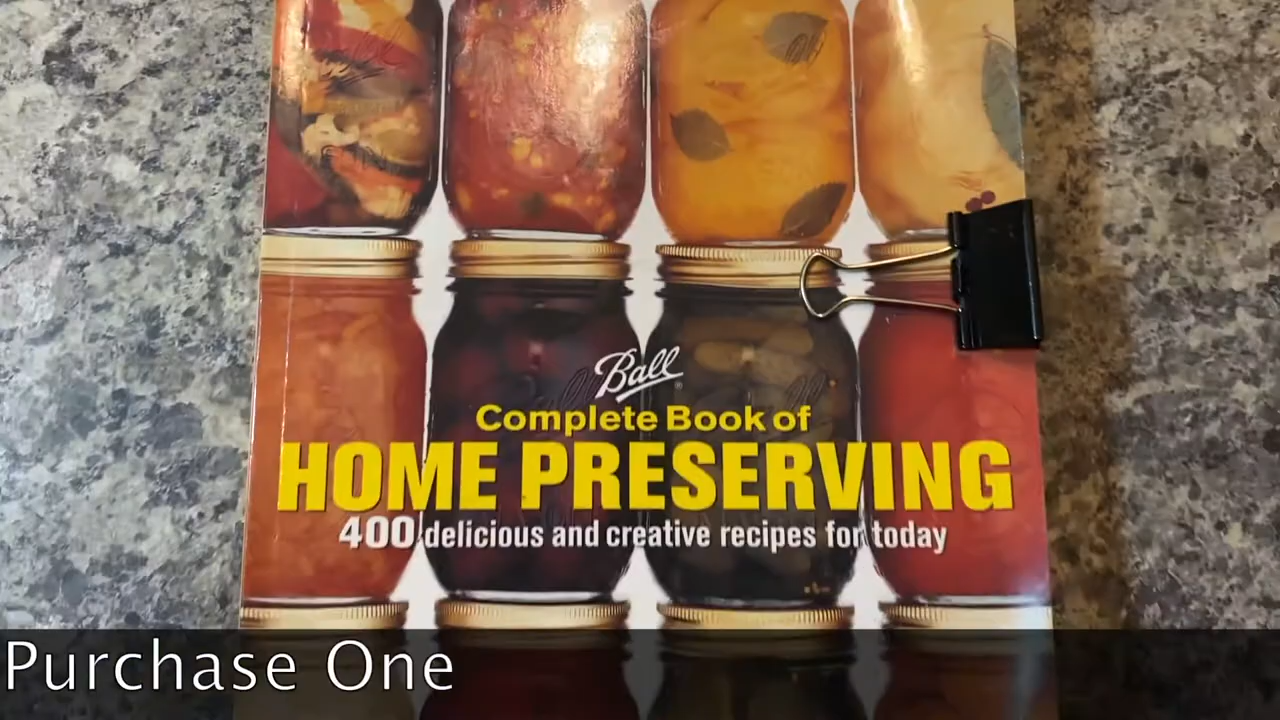 Ball
Complete Book of
HOME PRESERVING
400 delicious and creative recipes for today
Purchase One